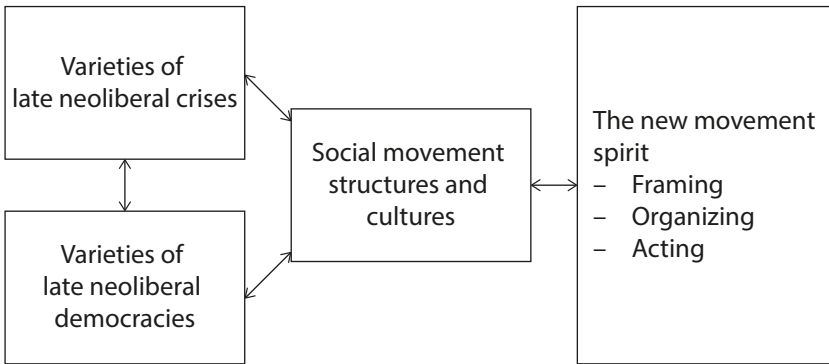 Varieties of
late neoliberal crises
Varieties of
late neoliberal
democracies
Social movement
structures and
cultures
The new movement
spirit
– Framing
– Organizing
– Acting